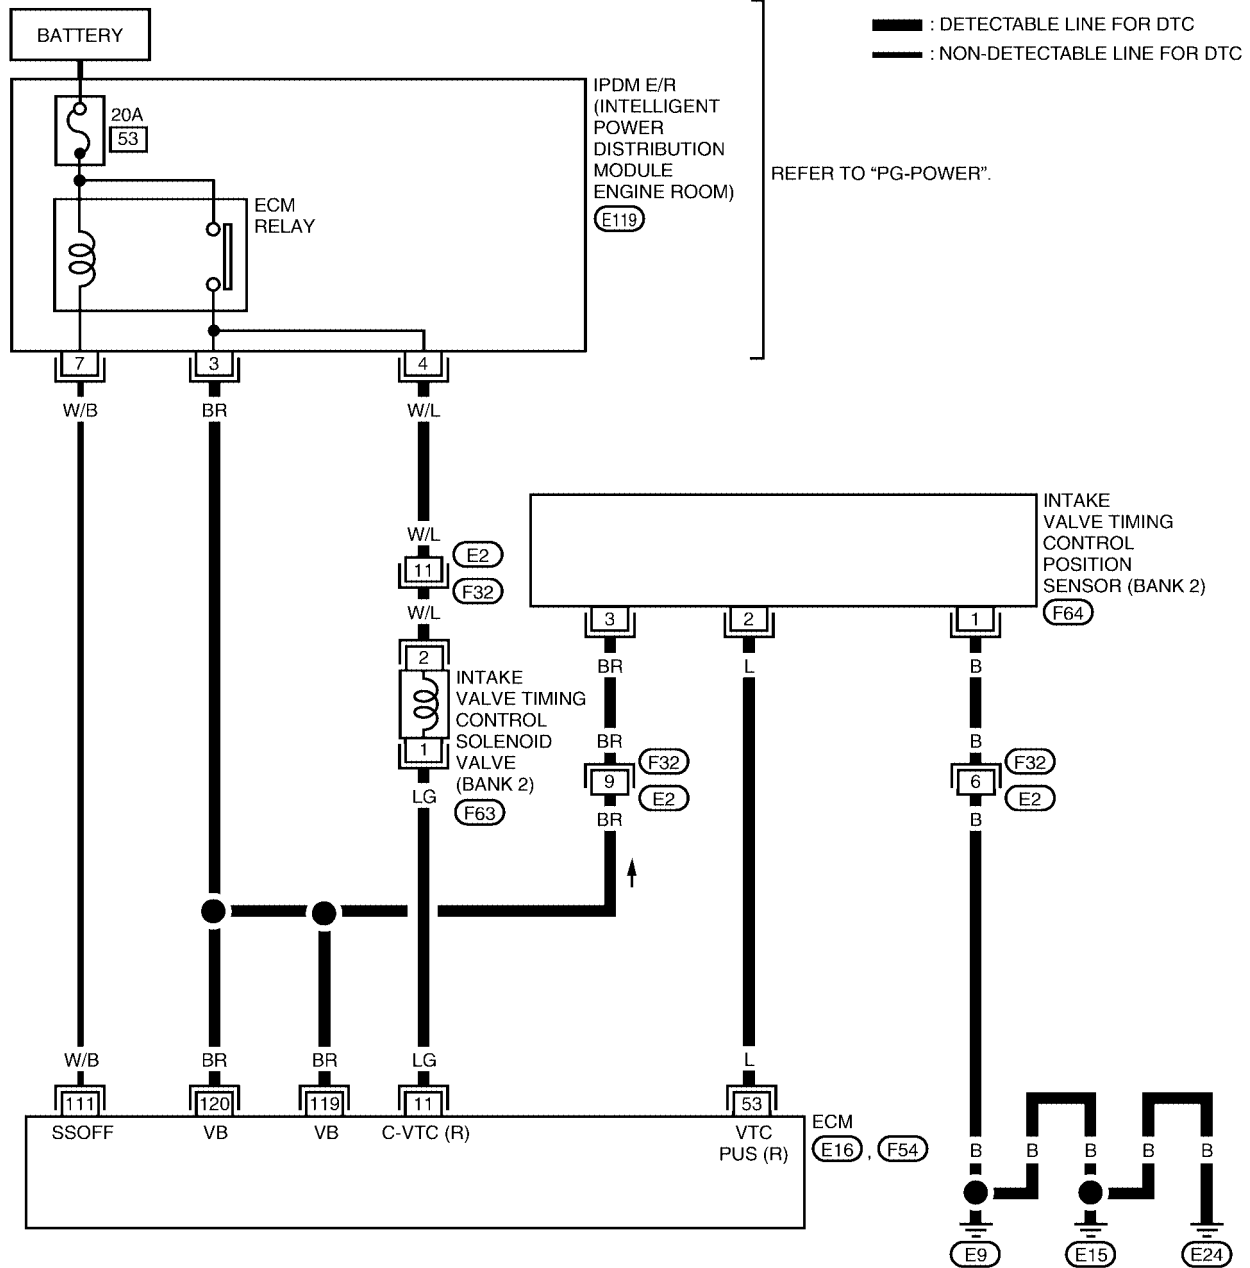 BATTERY
: DETECTABLE LINE FOR DTC
: NON-DETECTABLE LINE FOR DTC
20A
53
IPDM E/R
(INTELLIGENT
POWER
DISTRIBUTION
MODULE
ENGINE ROOM)
E119
REFER TO “PG-POWER”.
ECM
RELAY
7
3
4
W/B
BR
W/L
W/L
11
E2
F32
W/L
2
INTAKE
VALVE TIMING
CONTROL
SOLENOID
VALVE
(BANK 2)
F63
1
LG
INTAKE
VALVE TIMING
CONTROL
POSITION
SENSOR (BANK 2)
F64
3
2
1
BR
L
B
BR
B
9
F32
E2
6
F32
E2
BR
B
W/B
BR
BR
LG
L
111
120
119
11
53
SSOFF
VB
VB
C-VTC (R)
VTC
PUS (R)
ECM
E16 , F54
B
B
B
B
B
E9
E15
E24